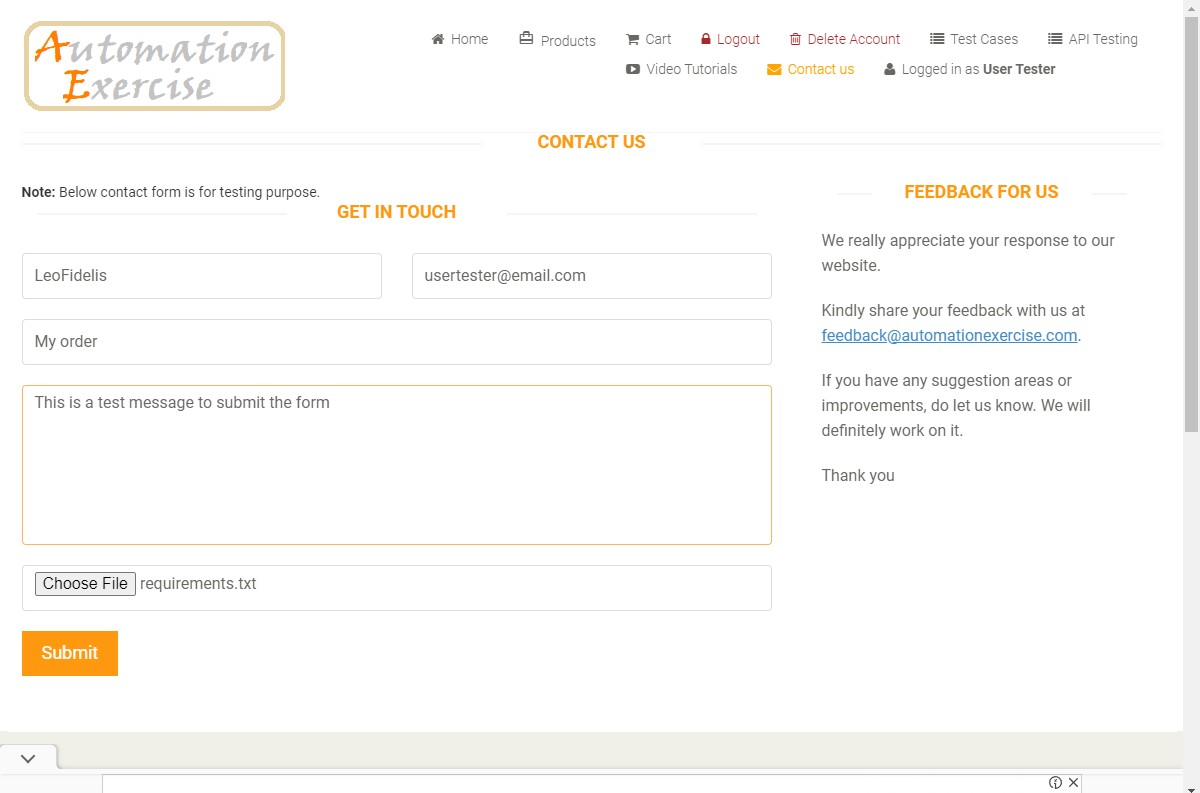 Automation
Exercise
Home Products Cart Logout Delete Account Test Cases API Testing
Video Tutorials Contact us Logged in as User Tester
CONTACT US
Note: Below contact form is for testing purpose.
GET IN TOUCH
LeoFidelis usertester@email.com
My order
This is a test message to submit the form
Choose File requirements.txt
Submit
FEEDBACK FOR US
We really appreciate your response to our
website.
Kindly share your feedback with us at
feedback@automationexercise.com.
If you have any suggestion areas or
improvements, do let us know. We will
definitely work on it.
Thank you